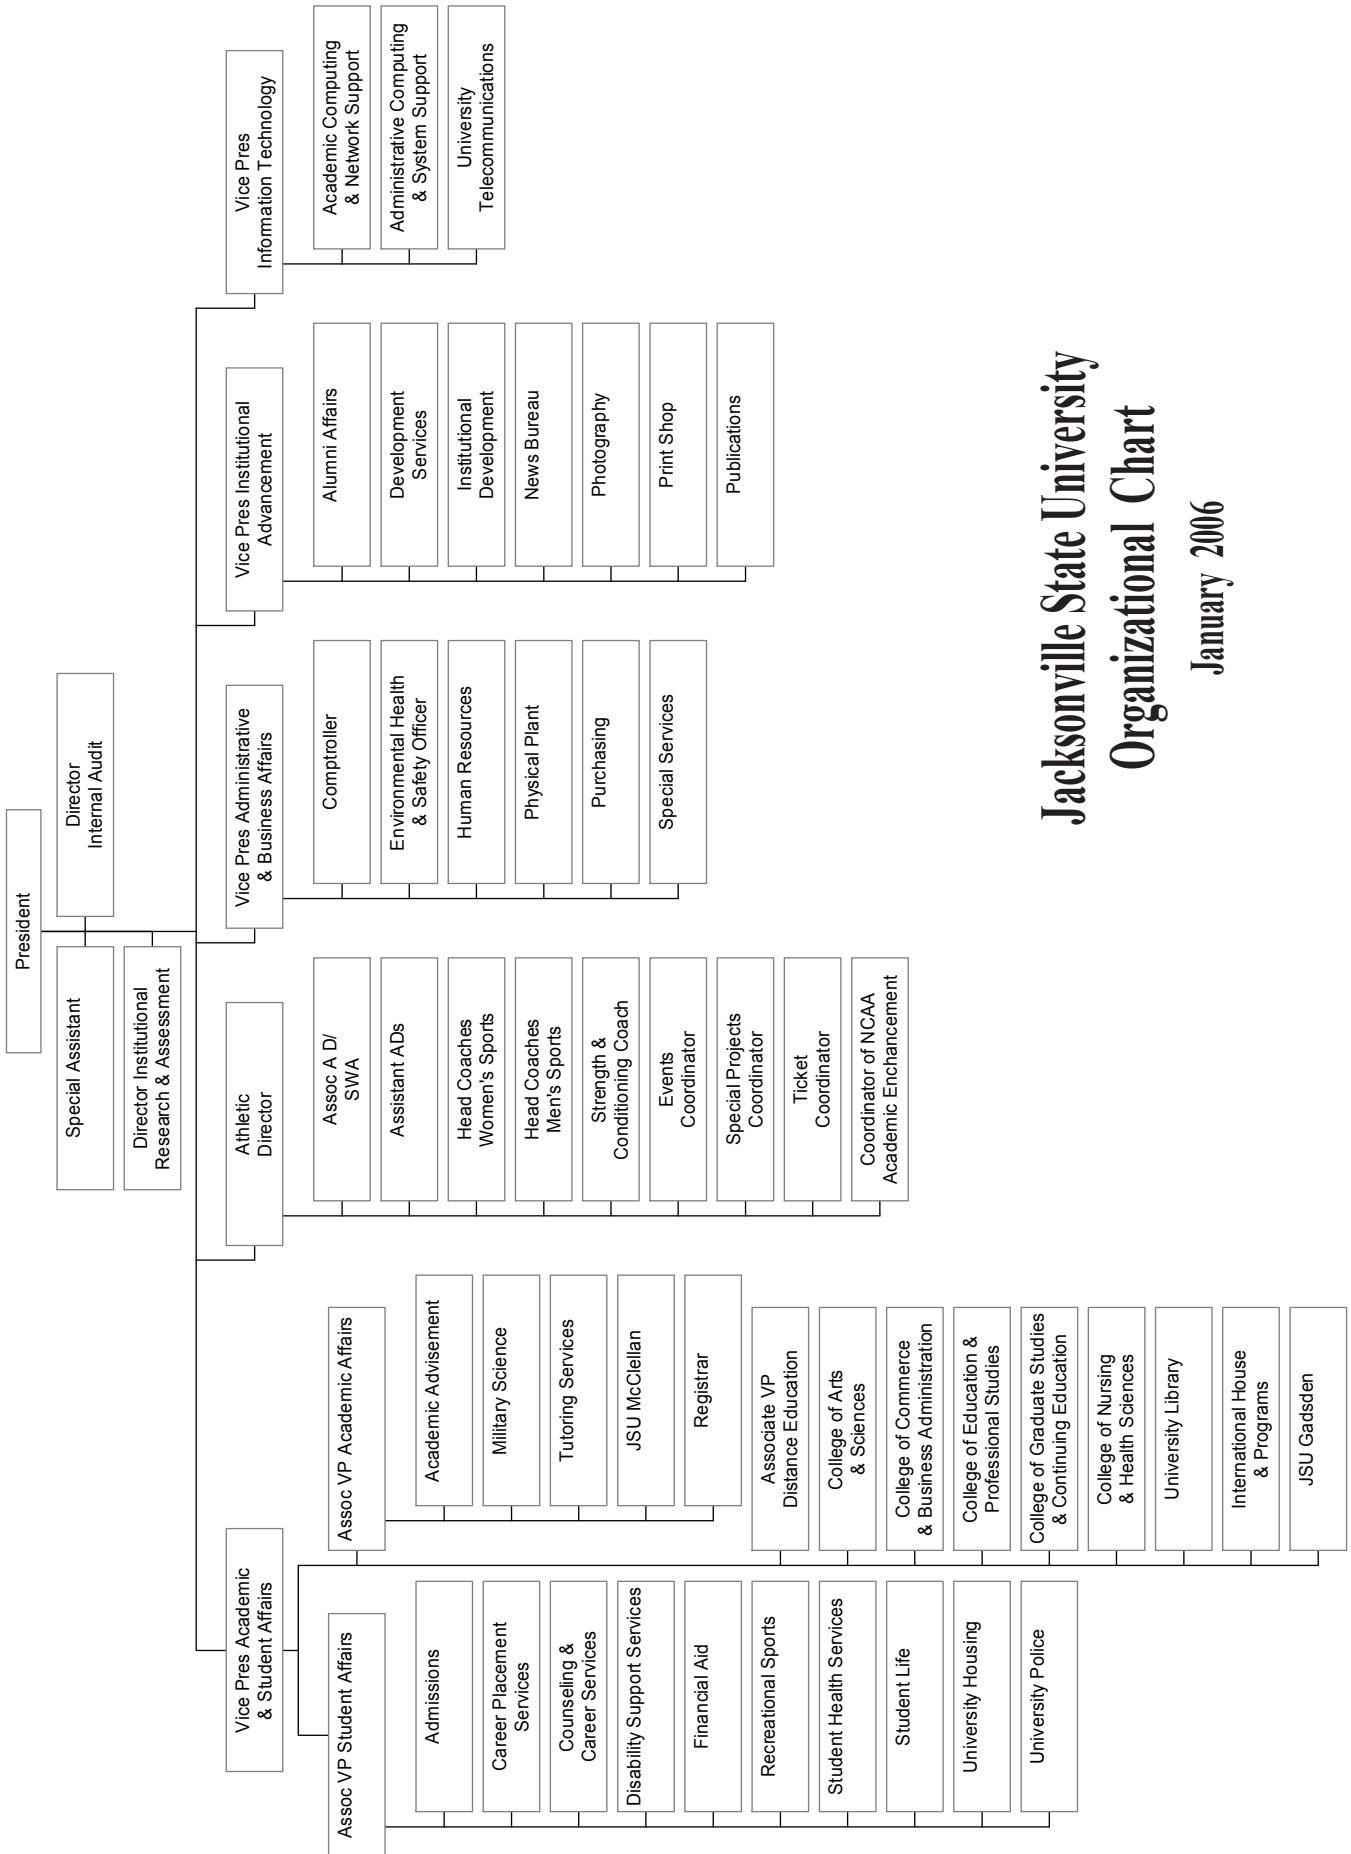 President
Special Assistant
Director
Internal Audit
Director Institutional
Research & Assessment
Vice Pres Academic
& Student Affairs
Assoc VP Student Affairs
Admissions
Career Placement
Services
Counseling &
Career Services
Disability Support Services
Financial Aid
Recreational Sports
Student Health Services
Student Life
University Housing
University Police
Assoc VP Academic Affairs
Academic Advisement
Military Science
Tutoring Services
JSU McClellan
Registrar
Associate VP
Distance Education
College of Arts
& Sciences
College of Commerce
& Business Administration
College of Education &
Professional Studies
College of Graduate Studies
& Continuing Education
College of Nursing
& Health Sciences
University Library
International House
& Programs
JSU Gadsden
Athletic
Director
Assoc A D/
SWA
Assistant ADs
Head Coaches
Women's Sports
Head Coaches
Men's Sports
Strength &
Conditioning Coach
Events
Coordinator
Special Projects
Coordinator
Ticket
Coordinator
Coordinator of NCAA
Academic Enchancement
Vice Pres Administrative
& Business Affairs
Comptroller
Environmental Health
& Safety Officer
Human Resources
Physical Plant
Purchasing
Special Services
Vice Pres Institutional
Advancement
Alumni Affairs
Development
Services
Institutional
Development
News Bureau
Photography
Print Shop
Publications
Vice Pres
Information Technology
Academic Computing
& Network Support
Administrative Computing
& System Support
University
Telecommunications
Jacksonville State University
Organizational Chart
January 2006